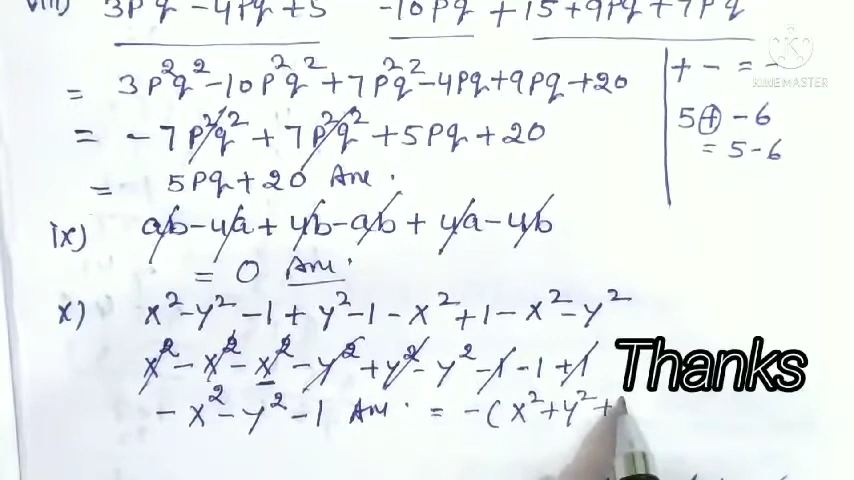 viii) 3pq - 4pq + 5 -10pq + 15 + 9pq + 7pq
= 3p²q² -10p²q² + 7p²q² - 4pq + 9pq + 20
= - 7p²q² + 7p²q² + 5pq + 20
= 5pq + 20 Ans.
+ - = -
5 + - 6
= 5 - 6
KINEMASTER
ix) ab - 4a + 4b - ab + 4a - 4b
= 0 Ans.
x) x² - y² - 1 + y² - 1 - x² + 1 - x² - y²
x² - x² - x² - y² + y² - y² - 1 - 1 + 1
- x² - y² - 1 Ans. = -(x² + y² +
Thanks